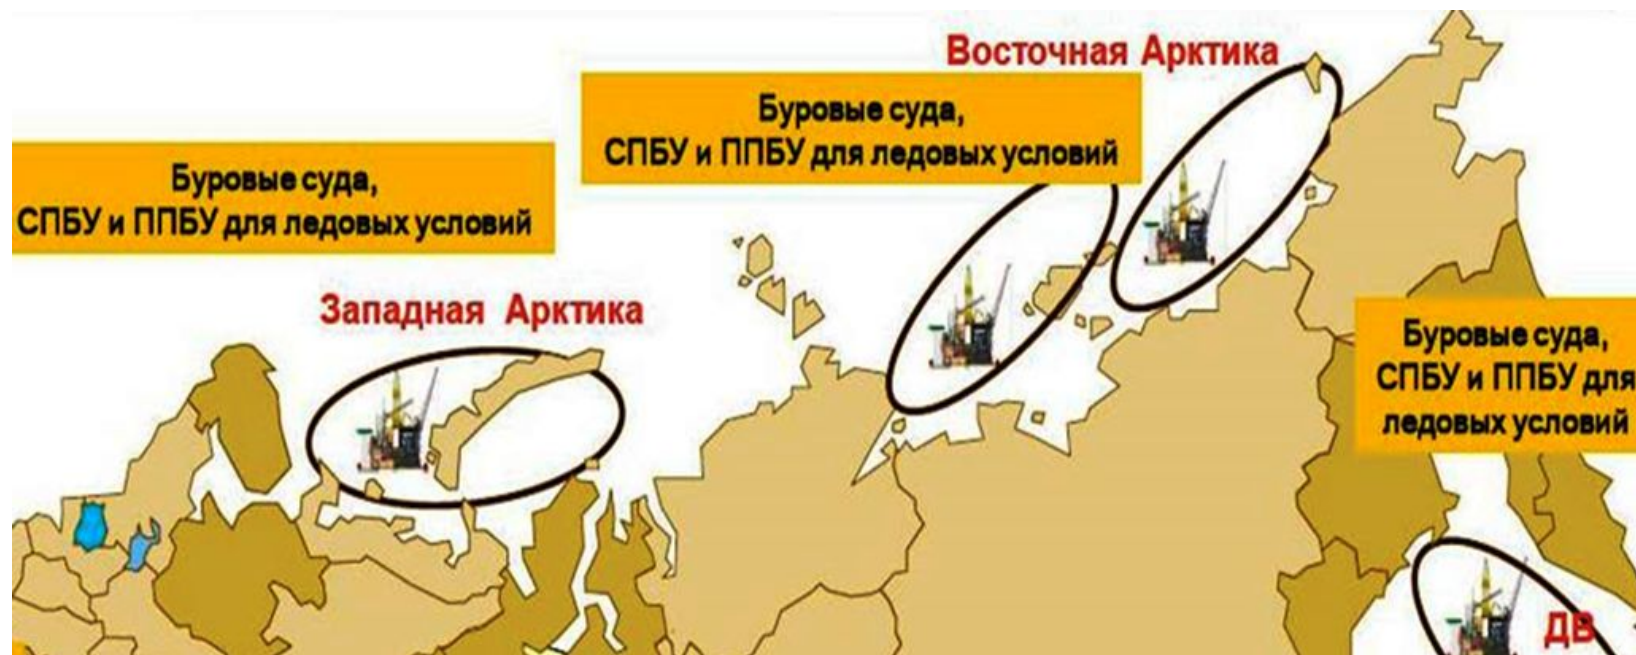 Восточная Арктика
Буровые суда,
СПБУ и ППБУ для ледовых условий
Буровые суда,
СПБУ и ППБУ для ледовых условий
Западная Арктика
Буровые суда,
СПБУ и ППБУ для
ледовых условий
ДВ